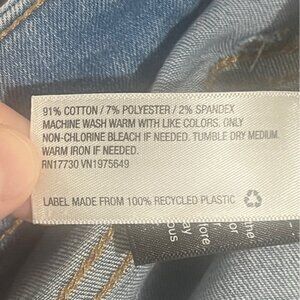 91% COTTON / 7% POLYESTER / 2% SPANDEX
MACHINE WASH WARM WITH LIKE COLORS. ONLY
NON-CHLORINE BLEACH IF NEEDED. TUMBLE DRY MEDIUM.
WARM IRON IF NEEDED.
RN17730 VN1975649
LABEL MADE FROM 100% RECYCLED PLASTIC